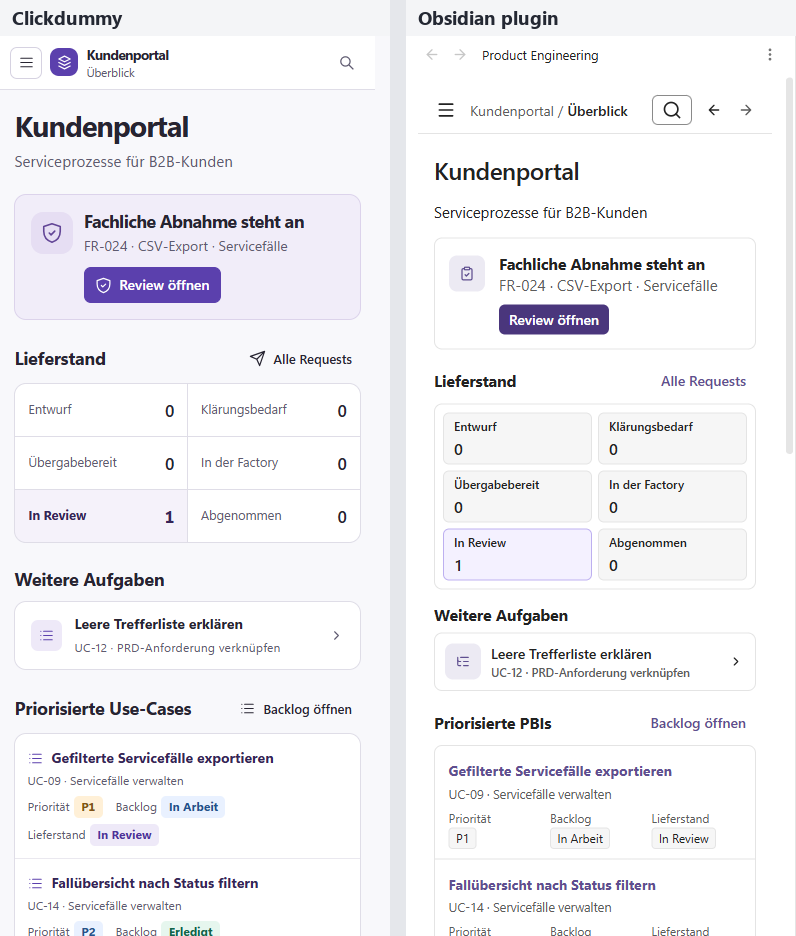 Clickdummy
Kundenportal
Überblick
Kundenportal
Serviceprozesse für B2B-Kunden
Fachliche Abnahme steht an
FR-024 · CSV-Export · Servicefälle
Review öffnen
Lieferstand
Alle Requests
Entwurf 0
Klärungsbedarf 0
Übergabebereit 0
In der Factory 0
In Review 1
Abgenommen 0
Weitere Aufgaben
Leere Trefferliste erklären
UC-12 · PRD-Anforderung verknüpfen
Priorisierte Use-Cases
Backlog öffnen
Gefilterte Servicefälle exportieren
UC-09 · Servicefälle verwalten
Priorität P1 Backlog In Arbeit
Lieferstand In Review
Fallübersicht nach Status filtern
UC-14 · Servicefälle verwalten
Priorität P2 Backlog Erledigt
Obsidian plugin
Product Engineering
Kundenportal / Überblick
Kundenportal
Serviceprozesse für B2B-Kunden
Fachliche Abnahme steht an
FR-024 · CSV-Export · Servicefälle
Review öffnen
Lieferstand
Alle Requests
Entwurf
0
Klärungsbedarf
0
Übergabebereit
0
In der Factory
0
In Review
1
Abgenommen
0
Weitere Aufgaben
Leere Trefferliste erklären
UC-12 · PRD-Anforderung verknüpfen
Priorisierte PBIs
Backlog öffnen
Gefilterte Servicefälle exportieren
UC-09 · Servicefälle verwalten
Priorität Backlog Lieferstand
P1 In Arbeit In Review
Fallübersicht nach Status filtern
UC-14 · Servicefälle verwalten
Priorität Backlog Lieferstand